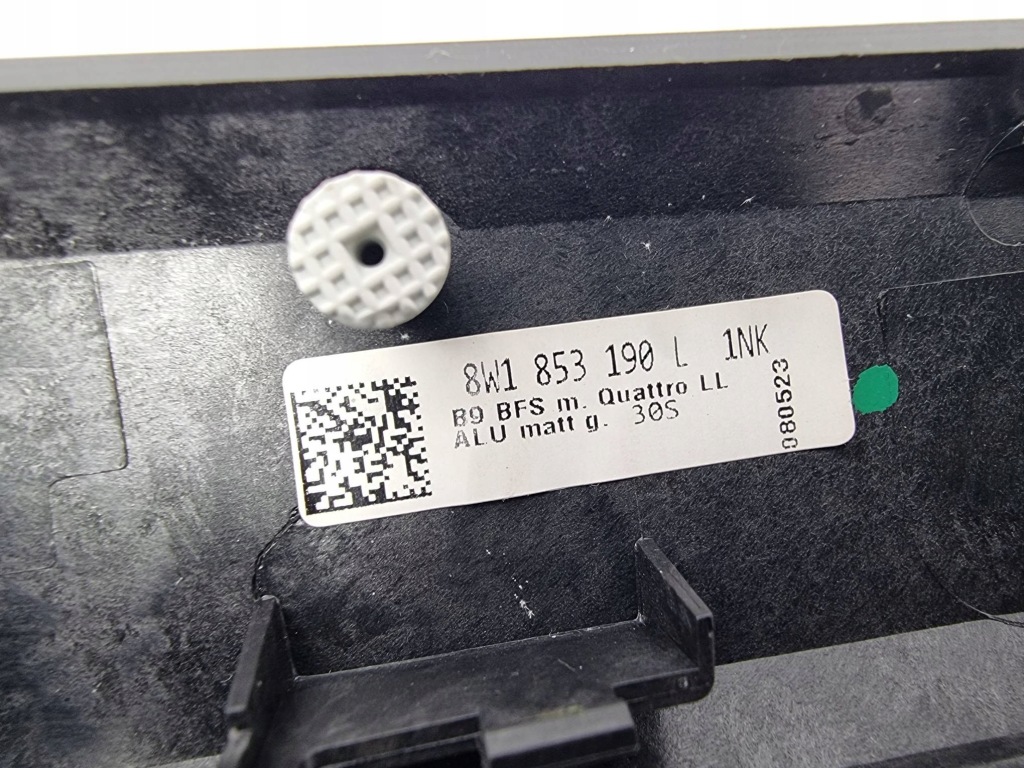 8W1 853 190 L 1NK
B9 BFS m. Quattro LL
ALU matt g. 30S
080523